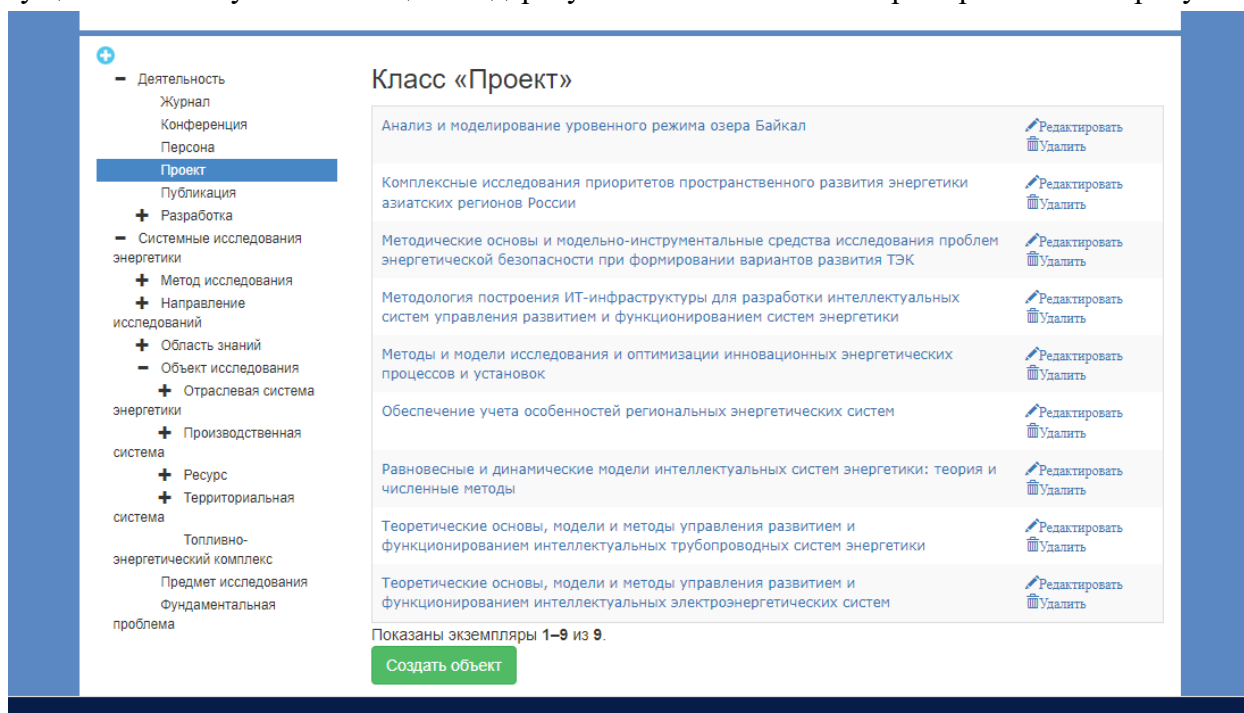 Деятельность
Журнал
Конференция
Персона
Проект
Публикация
Разработка
Системные исследования
энергетики
Метод исследования
Направление
исследований
Область знаний
Объект исследования
Отраслевая система
энергетики
Производственная
система
Ресурс
Территориальная
система
Топливно-
энергетический комплекс
Предмет исследования
Фундаментальная
проблема
Класс «Проект»
Анализ и моделирование уровенного режима озера Байкал
Редактировать
Удалить
Комплексные исследования приоритетов пространственного развития энергетики
азиатских регионов России
Редактировать
Удалить
Методические основы и модельно-инструментальные средства исследования проблем
энергетической безопасности при формировании вариантов развития ТЭК
Редактировать
Удалить
Методология построения ИТ-инфраструктуры для разработки интеллектуальных
систем управления развитием и функционированием систем энергетики
Редактировать
Удалить
Методы и модели исследования и оптимизации инновационных энергетических
процессов и установок
Редактировать
Удалить
Обеспечение учета особенностей региональных энергетических систем
Редактировать
Удалить
Равновесные и динамические модели интеллектуальных систем энергетики: теория и
численные методы
Редактировать
Удалить
Теоретические основы, модели и методы управления развитием и
функционированием интеллектуальных трубопроводных систем энергетики
Редактировать
Удалить
Теоретические основы, модели и методы управления развитием и
функционированием интеллектуальных электроэнергетических систем
Редактировать
Удалить
Показаны экземпляры 1–9 из 9.
Создать объект